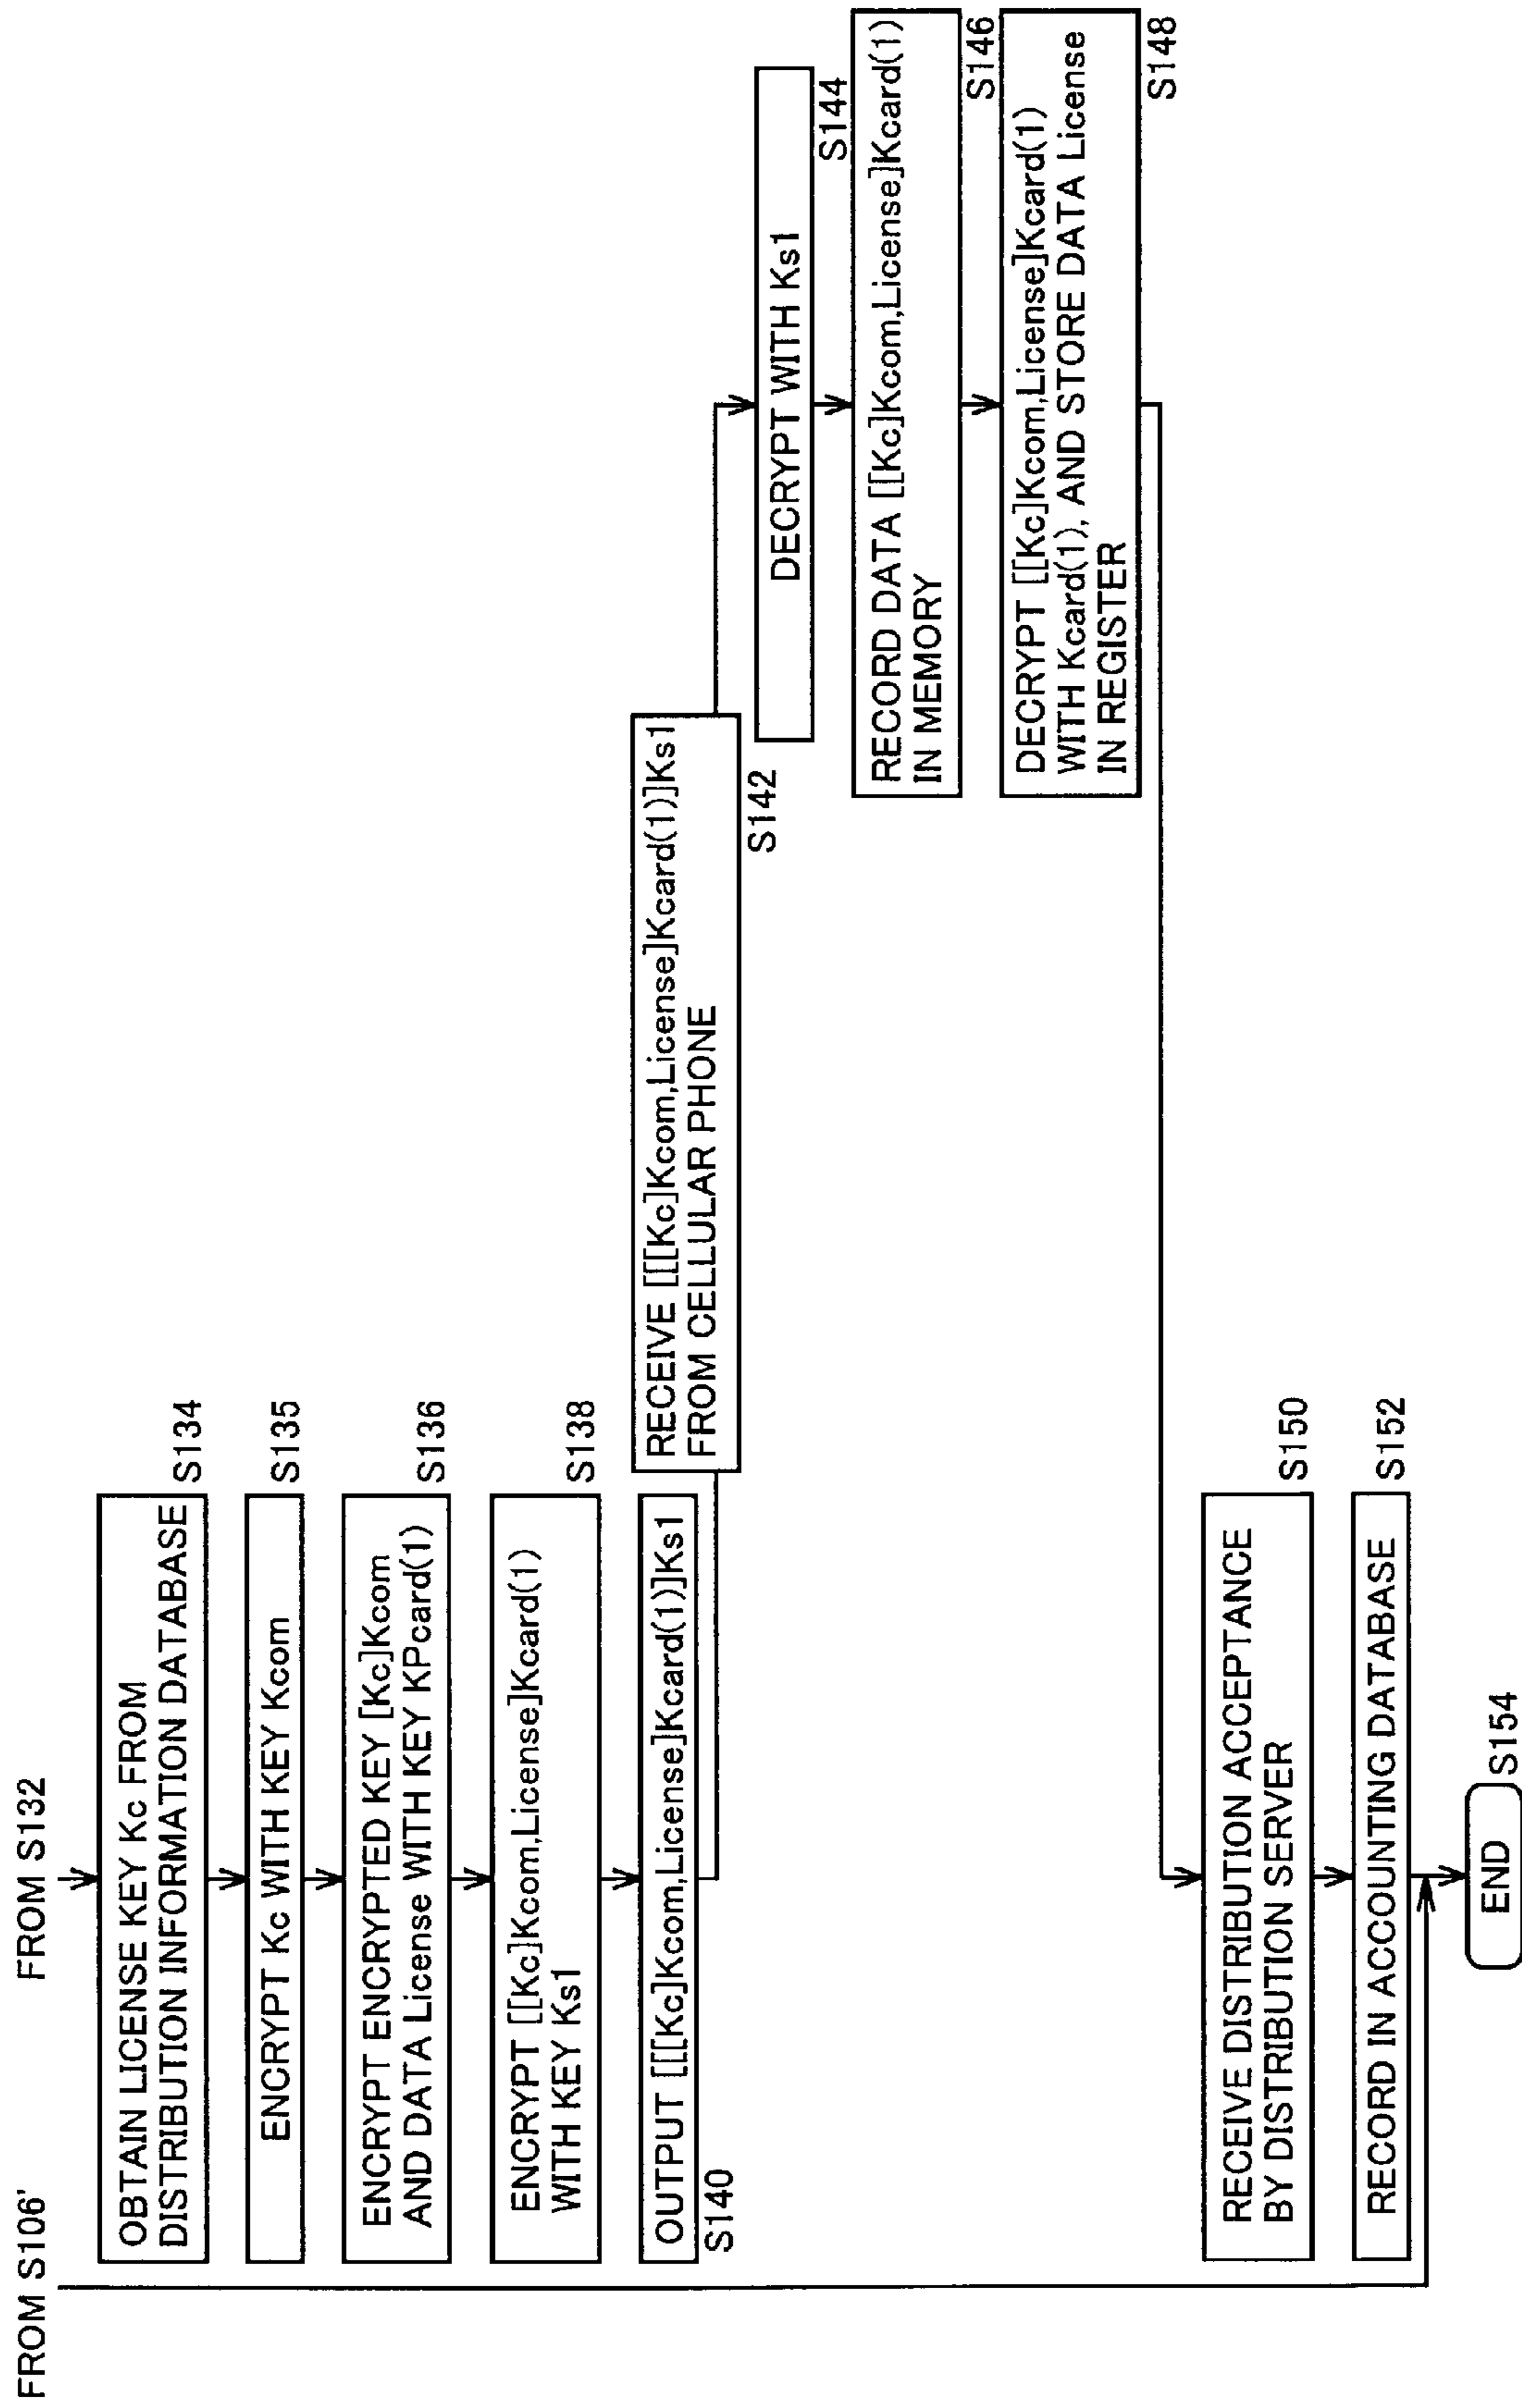 FROM S106'
FROM S132
OBTAIN LICENSE KEY Kc FROM
DISTRIBUTION INFORMATION DATABASE
S134
ENCRYPT Kc WITH KEY Kcom
S135
ENCRYPT ENCRYPTED KEY [Kc]Kcom
AND DATA License WITH KEY KPcard(1)
S136
ENCRYPT [[Kc]Kcom,License]Kcard(1)
WITH KEY Ks1
S138
OUTPUT [[[Kc]Kcom,License]Kcard(1)]Ks1
S140
RECEIVE [[[Kc]Kcom,License]Kcard(1)]Ks1
FROM CELLULAR PHONE
S142
DECRYPT WITH Ks1
S144
RECORD DATA [[Kc]Kcom,License]Kcard(1)
IN MEMORY
S146
DECRYPT [[Kc]Kcom,License]Kcard(1)
WITH Kcard(1), AND STORE DATA License
IN REGISTER
S148
RECEIVE DISTRIBUTION ACCEPTANCE
BY DISTRIBUTION SERVER
S150
RECORD IN ACCOUNTING DATABASE
S152
END
S154